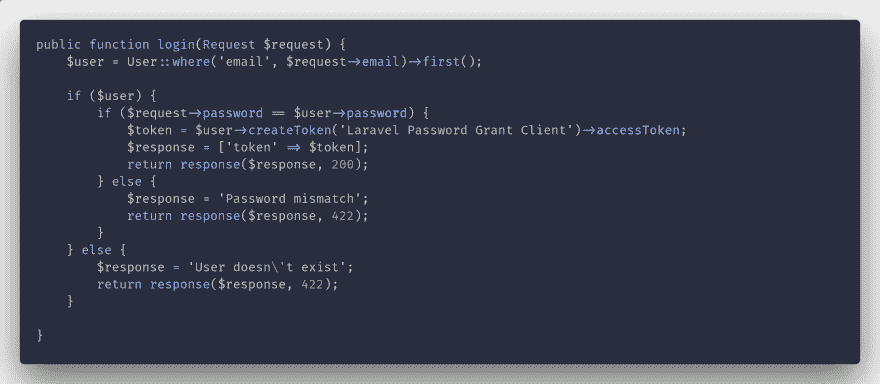 public function login(Request $request) {
    $user = User::where('email', $request->email)->first();

    if ($user) {
        if ($request->password == $user->password) {
            $token = $user->createToken('Laravel Password Grant Client')->accessToken;
            $response = ['token' => $token];
            return response($response, 200);
        } else {
            $response = 'Password mismatch';
            return response($response, 422);
        }
    } else {
        $response = 'User doesn\'t exist';
        return response($response, 422);
    }

}